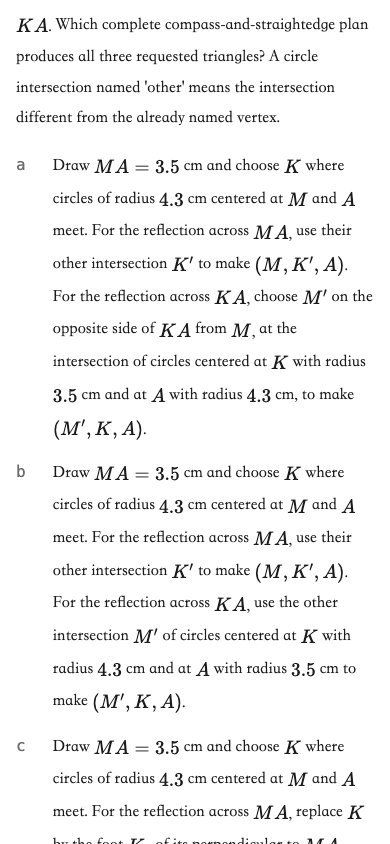 KA. Which complete compass-and-straightedge plan
produces all three requested triangles? A circle
intersection named 'other' means the intersection
different from the already named vertex.
a Draw MA = 3.5 cm and choose K where
circles of radius 4.3 cm centered at M and A
meet. For the reflection across MA, use their
other intersection K′ to make (M, K′, A).
For the reflection across KA, choose M′ on the
opposite side of KA from M, at the
intersection of circles centered at K with radius
3.5 cm and at A with radius 4.3 cm, to make
(M′, K, A).
b Draw MA = 3.5 cm and choose K where
circles of radius 4.3 cm centered at M and A
meet. For the reflection across MA, use their
other intersection K′ to make (M, K′, A).
For the reflection across KA, use the other
intersection M′ of circles centered at K with
radius 4.3 cm and at A with radius 3.5 cm to
make (M′, K, A).
c Draw MA = 3.5 cm and choose K where
circles of radius 4.3 cm centered at M and A
meet. For the reflection across MA, replace K
by the foot K of its perpendicular to MA